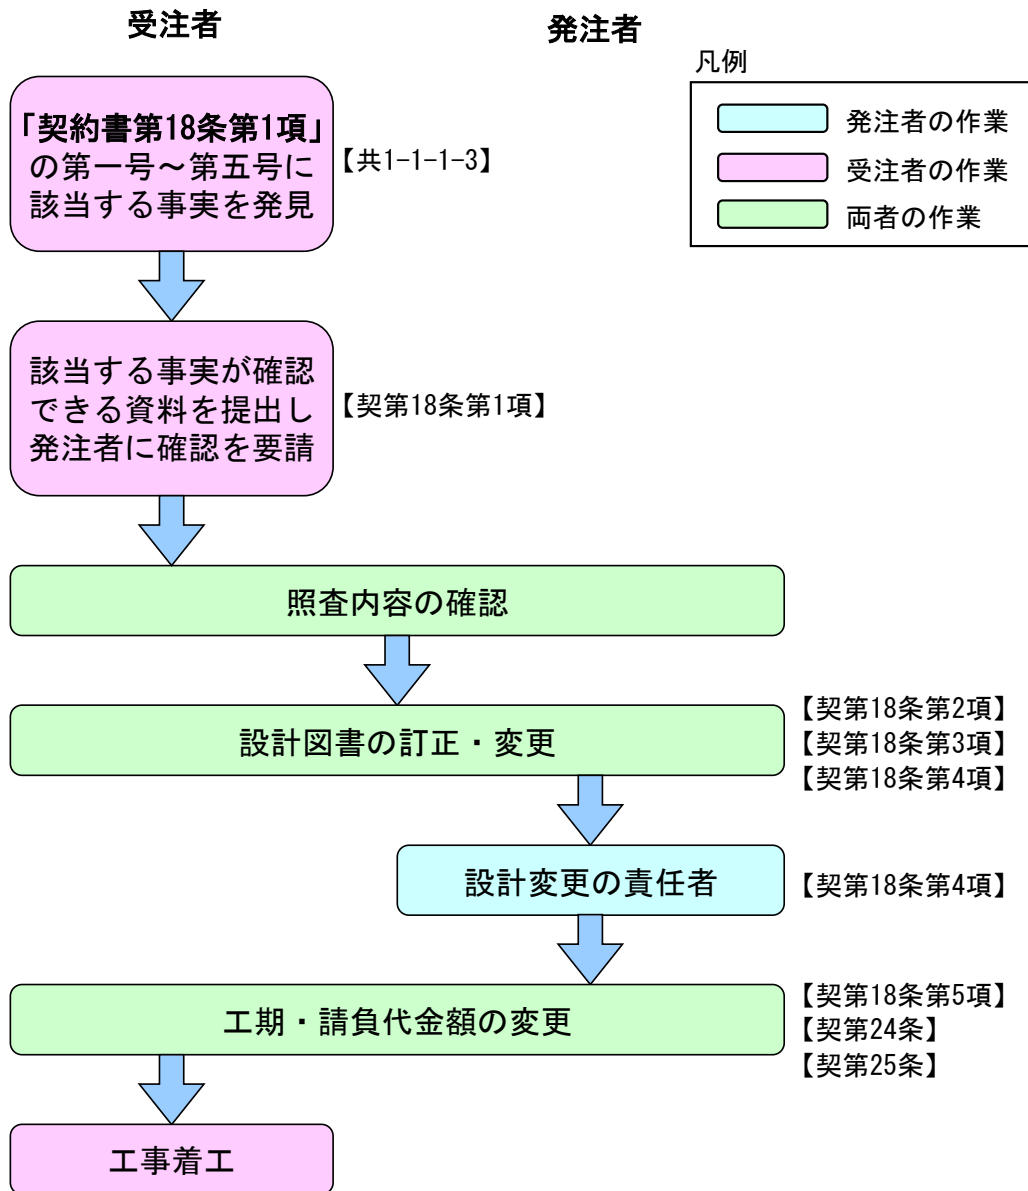 受注者
発注者
凡例
発注者の作業
受注者の作業
両者の作業
「契約書第18条第1項」
の第一号～第五号に
該当する事実を発見
【共1-1-1-3】
該当する事実が確認
できる資料を提出し
発注者に確認を要請
【契第18条第1項】
照査内容の確認
設計図書の訂正・変更
【契第18条第2項】
【契第18条第3項】
【契第18条第4項】
設計変更の責任者
【契第18条第4項】
工期・請負代金額の変更
【契第18条第5項】
【契第24条】
【契第25条】
工事着工